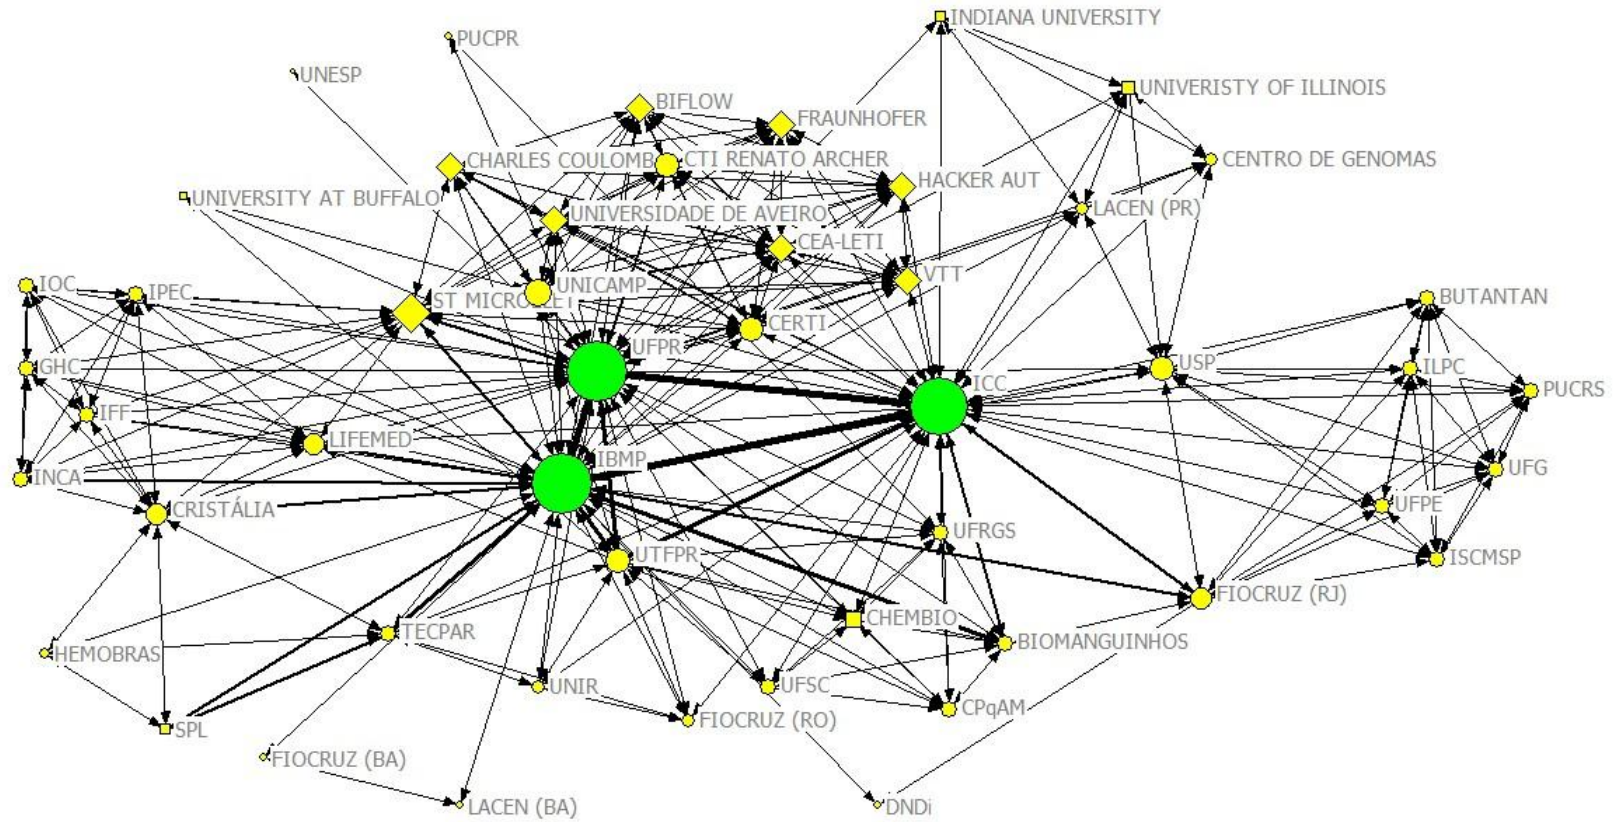 INDIANA UNIVERSITY
PUCPR
UNESP
UNIVERISTY OF ILLINOIS
BIFLOW
FRAUNHOFER
CHARLES COULOMB
CTI RENATO ARCHER
CENTRO DE GENOMAS
HACKER AUT
UNIVERSITY AT BUFFALO
LACEN (PR)
UNIVERSIDADE DE AVEIRO
CEA-LETI
VTT
IOC
IPEC
UNICAMP
ST MICROELET
BUTANTAN
CERTI
UFPR
GHC
ICC
USP
ILPC
PUCRS
IFF
LIFEMED
IBMP
UFG
INCA
CRISTÁLIA
UFPE
UFRGS
UTFPR
ISCMSP
FIOCRUZ (RJ)
CHEMBIO
TECPAR
BIOMANGUINHOS
HEMOBRAS
UNIR
UFSC
CPqAM
FIOCRUZ (RO)
SPL
FIOCRUZ (BA)
LACEN (BA)
DNDi